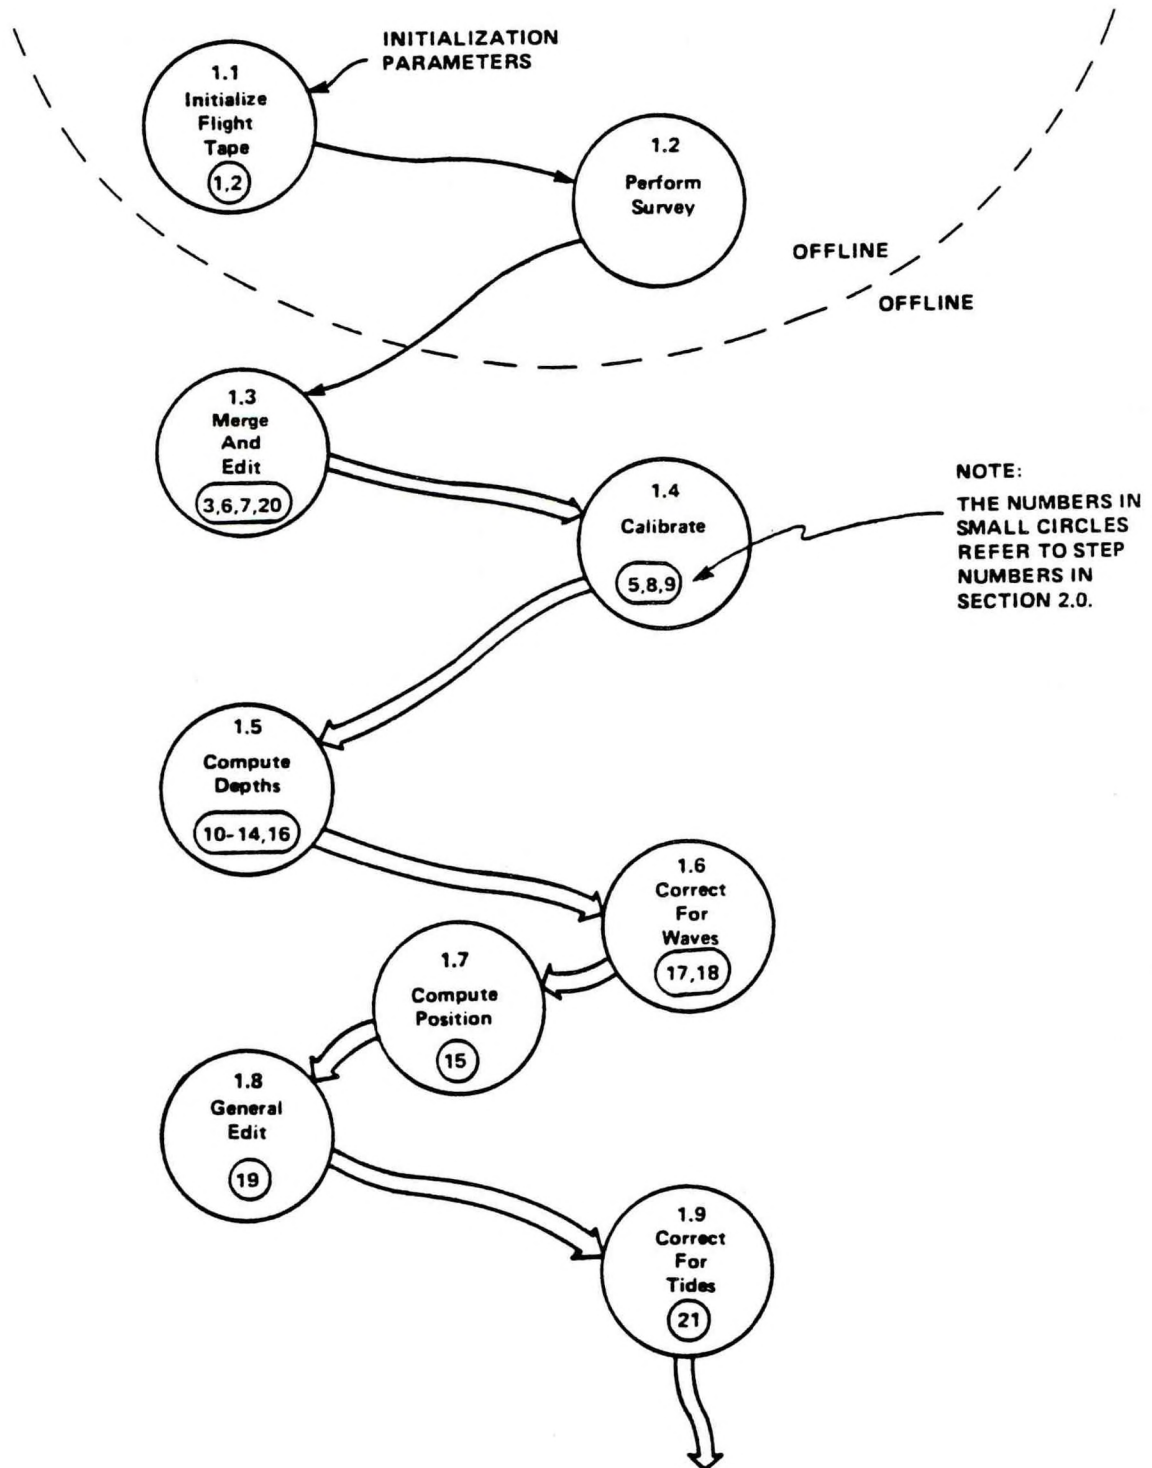 INITIALIZATION
PARAMETERS
1.1
Initialize
Flight
Tape
1,2
1.2
Perform
Survey
OFFLINE
OFFLINE
1.3
Merge
And
Edit
3,6,7,20
1.4
Calibrate
5,8,9
NOTE:
THE NUMBERS IN
SMALL CIRCLES
REFER TO STEP
NUMBERS IN
SECTION 2.0.
1.5
Compute
Depths
10-14,16
1.6
Correct
For
Waves
17,18
1.7
Compute
Position
15
1.8
General
Edit
19
1.9
Correct
For
Tides
21